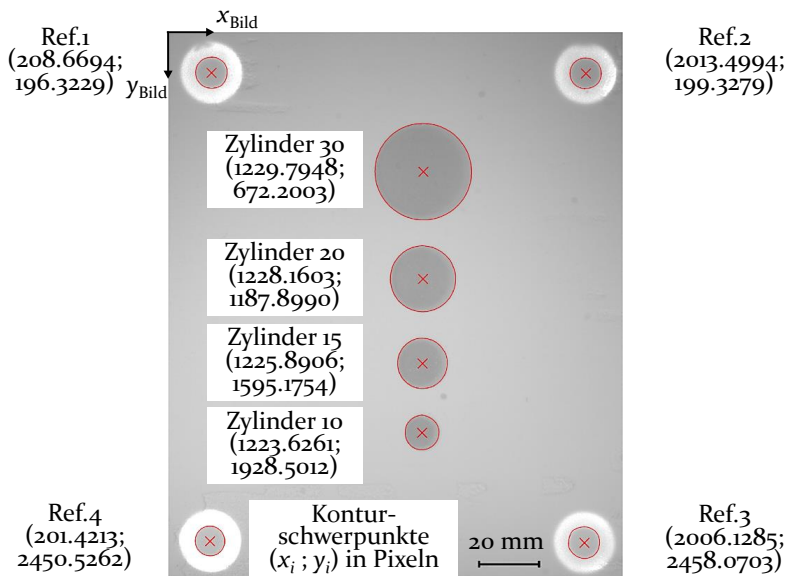 x_Bild
y_Bild
Ref.1
(208.6694;
196.3229)
Ref.2
(2013.4994;
199.3279)
Zylinder 30
(1229.7948;
672.2003)
Zylinder 20
(1228.1603;
1187.8990)
Zylinder 15
(1225.8906;
1595.1754)
Zylinder 10
(1223.6261;
1928.5012)
Ref.4
(201.4213;
2450.5262)
Kontur-
schwerpunkte
(x_i ; y_i) in Pixeln
20 mm
Ref.3
(2006.1285;
2458.0703)